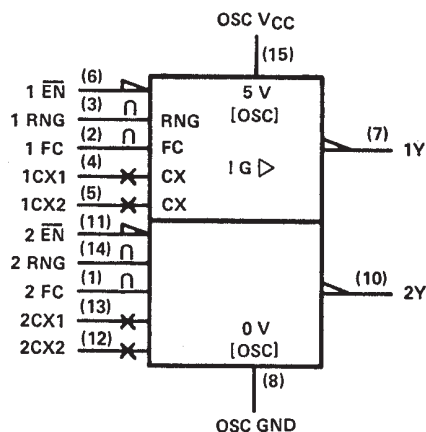 OSC VCC
(15)
1 EN (6)
5 V
[OSC]
1 RNG (3) RNG
(7) 1Y
1 FC (2) FC
1CX1 (4) CX
!G ▷
1CX2 (5) CX
2 EN (11)
2 RNG (14)
2 FC (1)
(10) 2Y
2CX1 (13)
0 V
2CX2 (12)
[OSC]
(8)
OSC GND